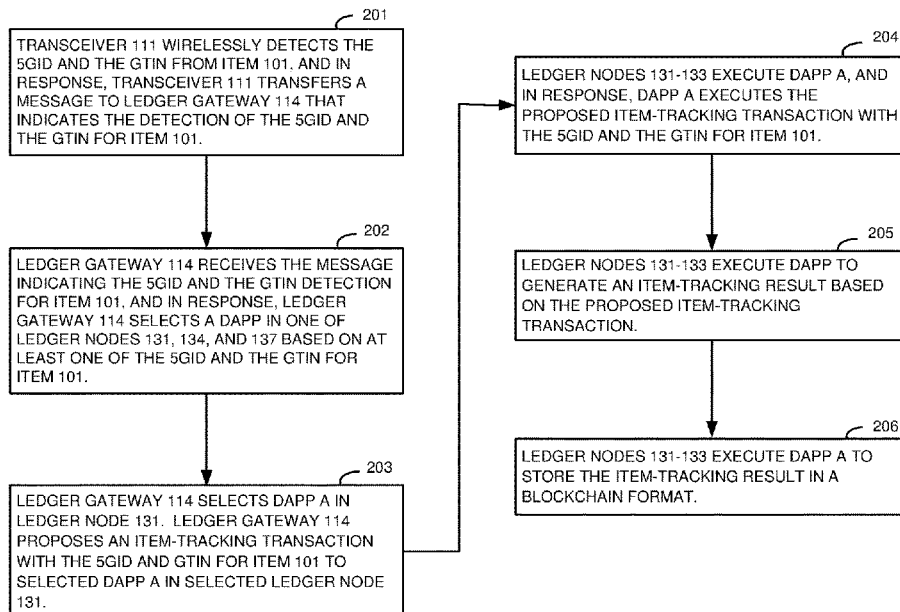 201
TRANSCEIVER 111 WIRELESSLY DETECTS THE
5GID AND THE GTIN FROM ITEM 101, AND IN
RESPONSE, TRANSCEIVER 111 TRANSFERS A
MESSAGE TO LEDGER GATEWAY 114 THAT
INDICATES THE DETECTION OF THE 5GID AND
THE GTIN FOR ITEM 101.
202
LEDGER GATEWAY 114 RECEIVES THE MESSAGE
INDICATING THE 5GID AND THE GTIN DETECTION
FOR ITEM 101, AND IN RESPONSE, LEDGER
GATEWAY 114 SELECTS A DAPP IN ONE OF
LEDGER NODES 131, 134, AND 137 BASED ON AT
LEAST ONE OF THE 5GID AND THE GTIN FOR
ITEM 101.
203
LEDGER GATEWAY 114 SELECTS DAPP A IN
LEDGER NODE 131. LEDGER GATEWAY 114
PROPOSES AN ITEM-TRACKING TRANSACTION
WITH THE 5GID AND GTIN FOR ITEM 101 TO
SELECTED DAPP A IN SELECTED LEDGER NODE
131.
204
LEDGER NODES 131-133 EXECUTE DAPP A, AND
IN RESPONSE, DAPP A EXECUTES THE
PROPOSED ITEM-TRACKING TRANSACTION WITH
THE 5GID AND THE GTIN FOR ITEM 101.
205
LEDGER NODES 131-133 EXECUTE DAPP TO
GENERATE AN ITEM-TRACKING RESULT BASED
ON THE PROPOSED ITEM-TRACKING
TRANSACTION.
206
LEDGER NODES 131-133 EXECUTE DAPP A TO
STORE THE ITEM-TRACKING RESULT IN A
BLOCKCHAIN FORMAT.